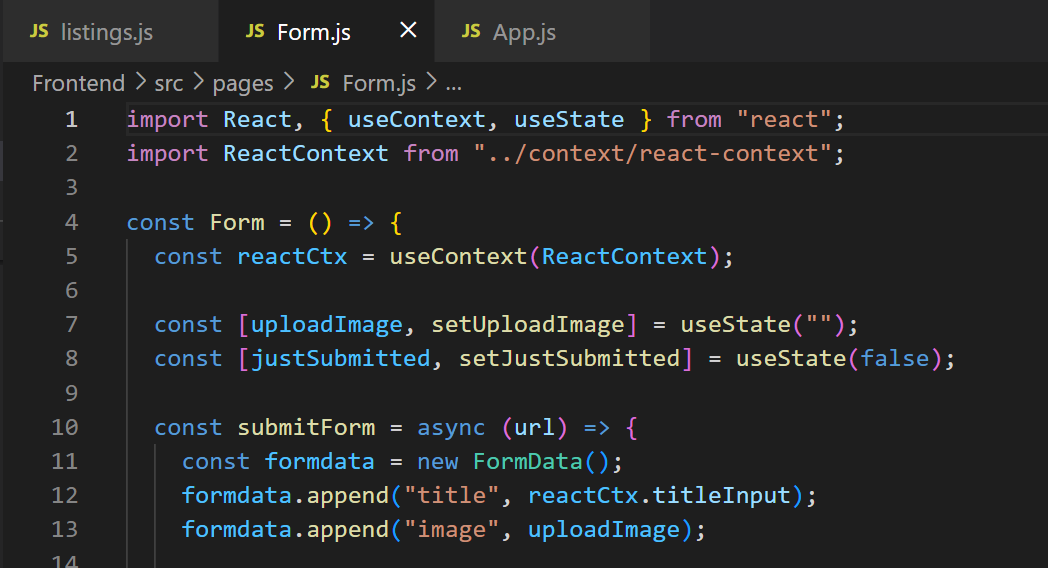 JS listings.js JS Form.js × JS App.js
Frontend > src > pages > JS Form.js > ...
1 import React, { useContext, useState } from "react";
2 import ReactContext from "../context/react-context";
3
4 const Form = () => {
5   const reactCtx = useContext(ReactContext);
6
7   const [uploadImage, setUploadImage] = useState("");
8   const [justSubmitted, setJustSubmitted] = useState(false);
9
10   const submitForm = async (url) => {
11     const formdata = new FormData();
12     formdata.append("title", reactCtx.titleInput);
13     formdata.append("image", uploadImage);
14